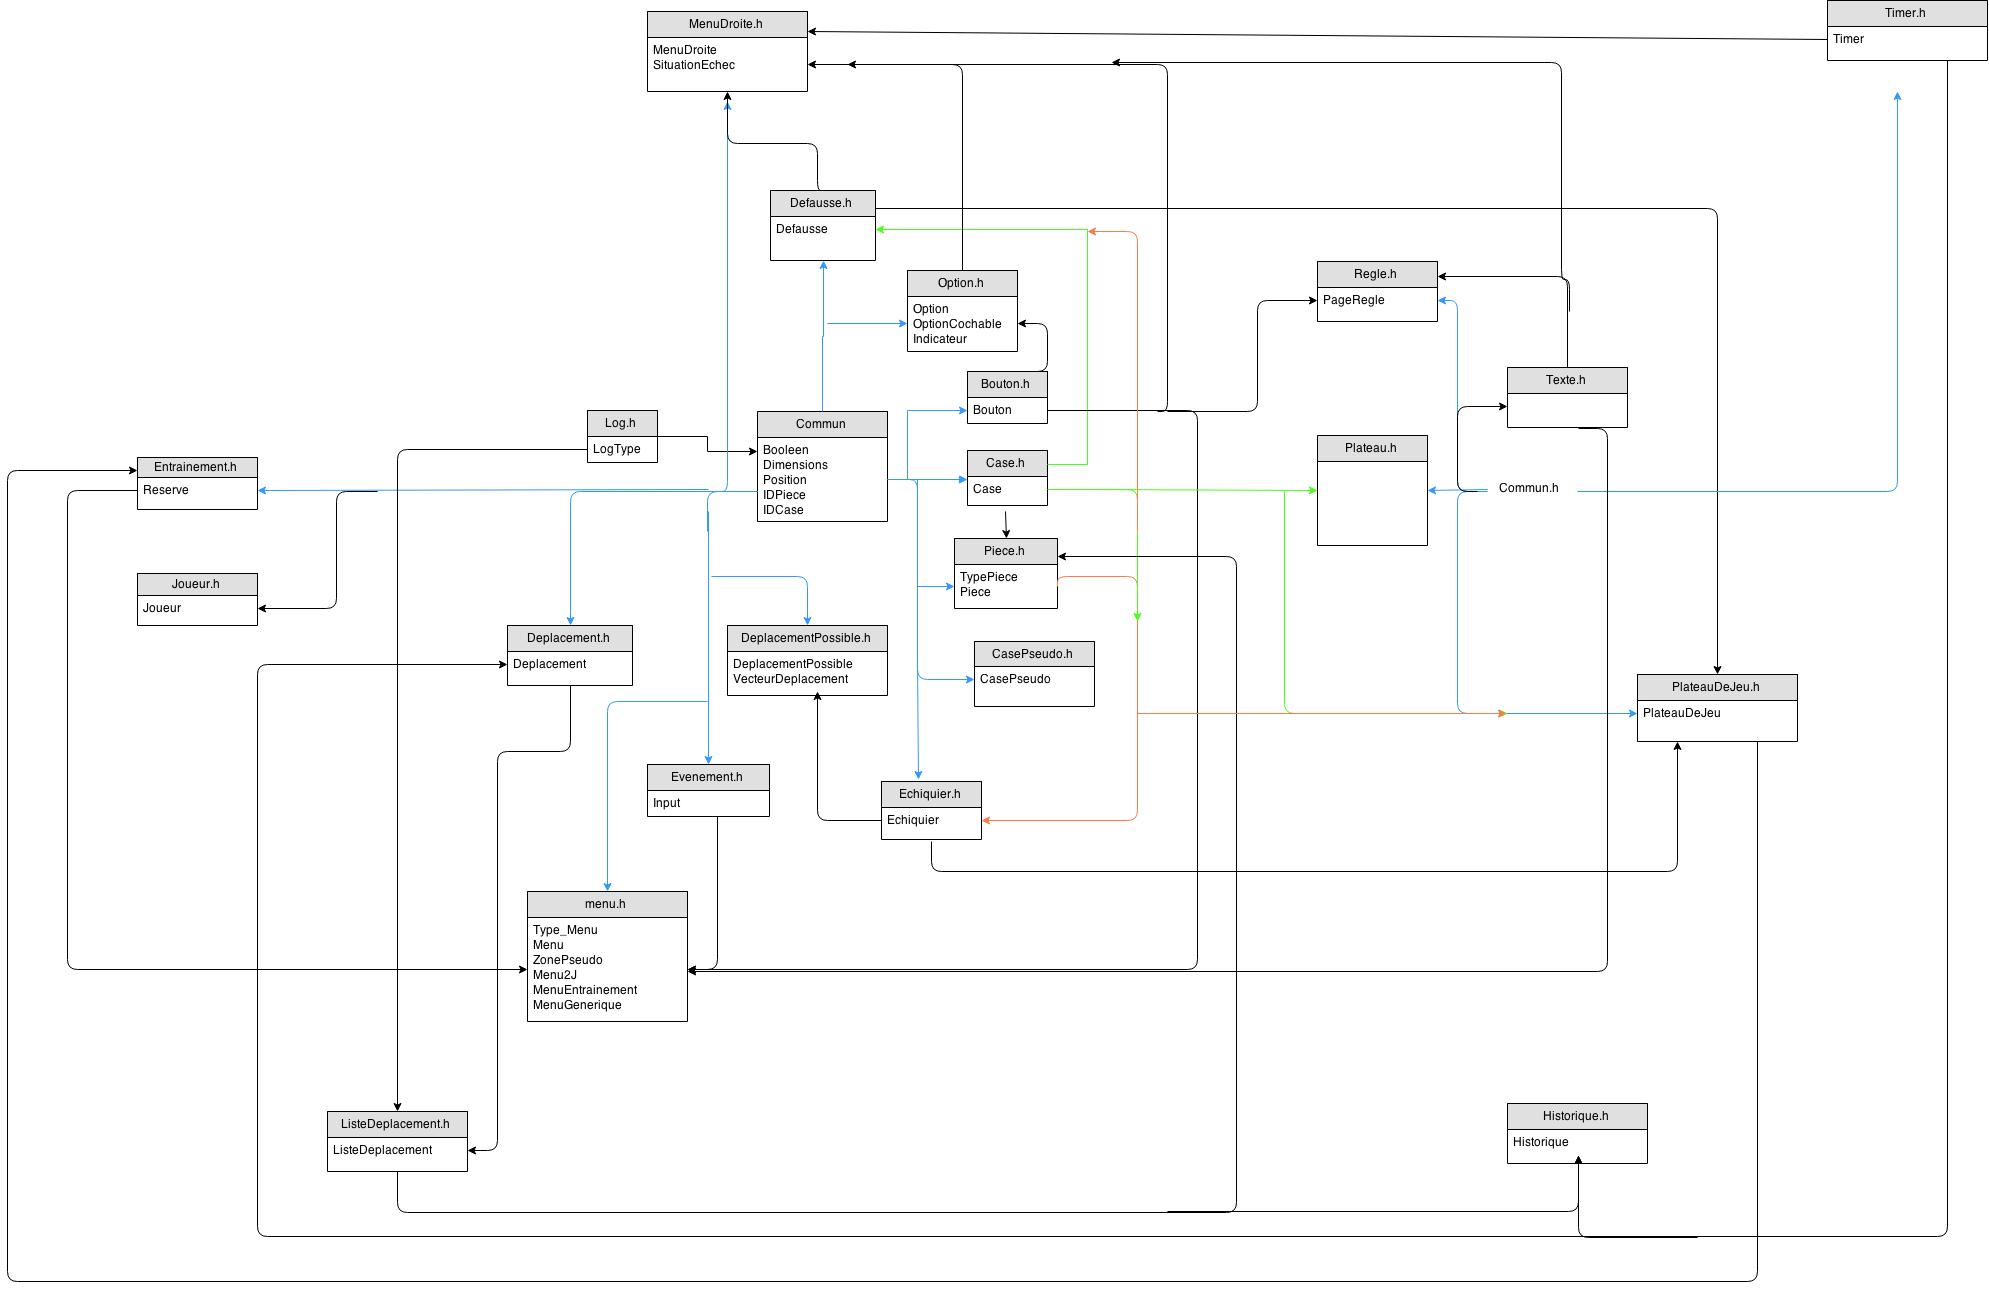 Timer.h
Timer
MenuDroite.h
MenuDroite
SituationEchec
Defausse.h
Defausse
Option.h
Option
OptionCochable
Indicateur
Regle.h
PageRegle
Bouton.h
Bouton
Texte.h
Log.h
LogType
Commun
Booleen
Dimensions
Position
IDPiece
IDCase
Case.h
Case
Plateau.h
Commun.h
Entrainement.h
Reserve
Piece.h
TypePiece
Piece
Joueur.h
Joueur
Deplacement.h
Deplacement
DeplacementPossible.h
DeplacementPossible
VecteurDeplacement
CasePseudo.h
CasePseudo
PlateauDeJeu.h
PlateauDeJeu
Evenement.h
Input
Echiquier.h
Echiquier
menu.h
Type_Menu
Menu
ZonePseudo
Menu2J
MenuEntrainement
MenuGenerique
ListeDeplacement.h
ListeDeplacement
Historique.h
Historique